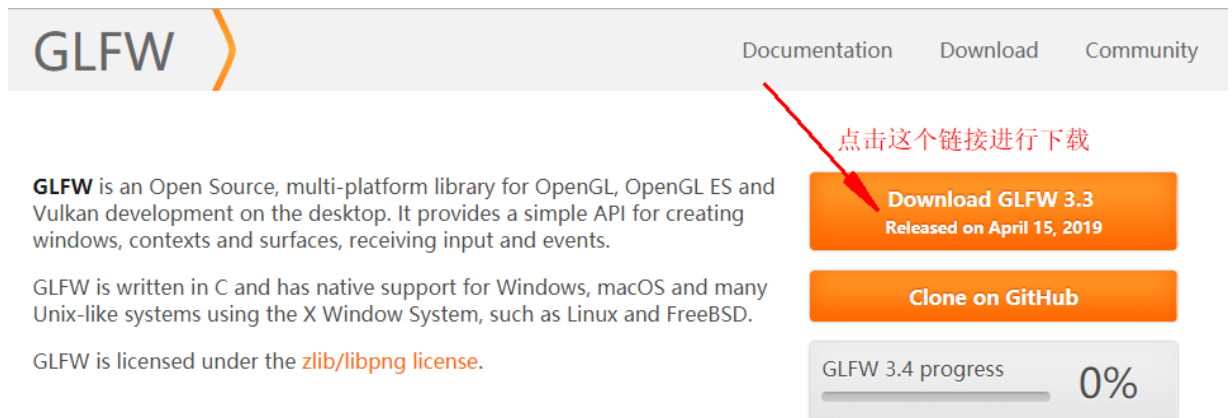 GLFW
Documentation Download Community
点击这个链接进行下载
GLFW is an Open Source, multi-platform library for OpenGL, OpenGL ES and
Vulkan development on the desktop. It provides a simple API for creating
windows, contexts and surfaces, receiving input and events.
GLFW is written in C and has native support for Windows, macOS and many
Unix-like systems using the X Window System, such as Linux and FreeBSD.
GLFW is licensed under the zlib/libpng license.
Download GLFW 3.3
Released on April 15, 2019
Clone on GitHub
GLFW 3.4 progress
0%